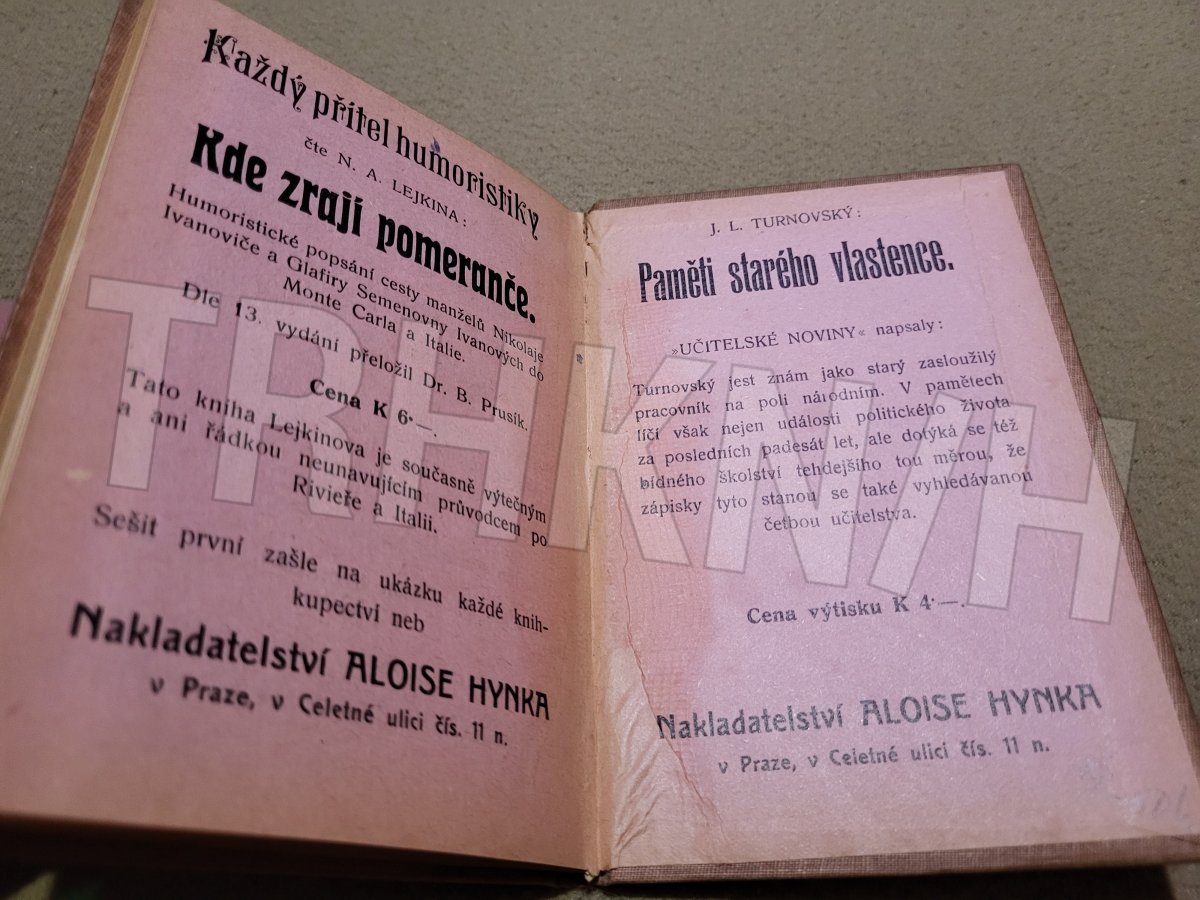 Každý přítel humoristiky
čte N. A. LEJKINA:
Kde zrají pomeranče.
Humoristické popsání cesty manželů Nikolaje
Ivanoviče a Glafiry Semenovny Ivanových do
Monte Carla a Italie.
Dle 13. vydání přeložil Dr. B. Prusík.
Cena K 6·—.
Tato kniha Lejkinova je současně výtečným
a ani řádkou neunavujícím průvodcem po
Rivieře a Italii.
Sešit první zašle na ukázku každé knih-
kupectví neb
Nakladatelství ALOISE HYNKA
v Praze, v Celetné ulici čís. 11 n.
J. L. TURNOVSKÝ:
Paměti starého vlastence.
»UČITELSKÉ NOVINY« napsaly:
Turnovský jest znám jako starý zasloužilý
pracovník na poli národním. V pamětech
líčí však nejen události politického života
za posledních padesát let, ale dotýká se též
bídného školství tehdejšího tou měrou, že
zápisky tyto stanou se také vyhledávanou
četbou učitelstva.
Cena výtisku K 4·—.
Nakladatelství ALOISE HYNKA
v Praze, v Celetné ulici čís. 11 n.
TRHKNIH